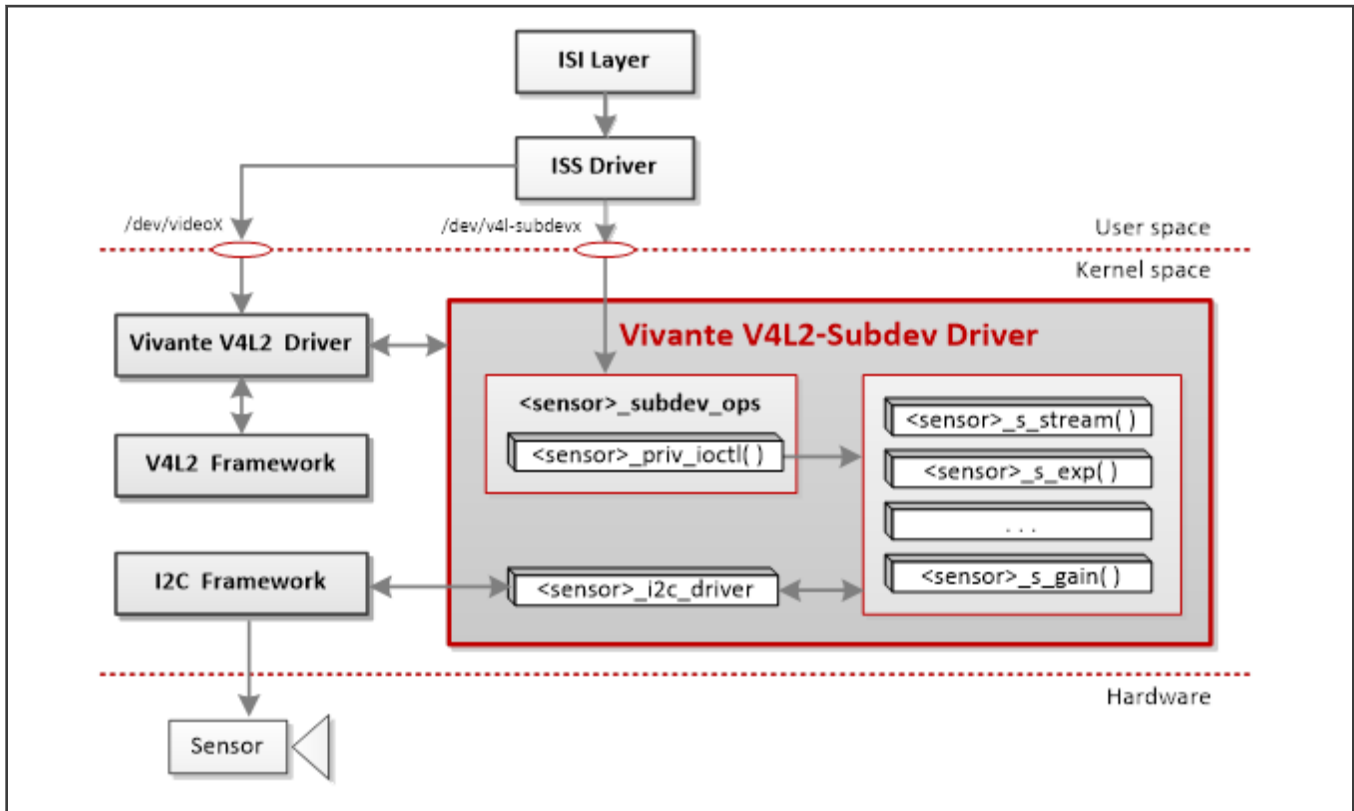 ISI Layer
ISS Driver
/dev/videoX
/dev/v4l-subdevx
User space
Kernel space
Vivante V4L2 Driver
Vivante V4L2-Subdev Driver
<sensor>_subdev_ops
<sensor>_priv_ioctl( )
<sensor>_s_stream( )
<sensor>_s_exp( )
. . .
<sensor>_s_gain( )
V4L2 Framework
I2C Framework
<sensor>_i2c_driver
Hardware
Sensor